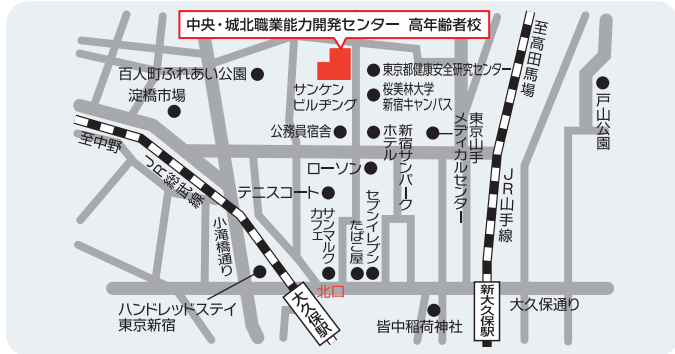 中央・城北職業能力開発センター 高年齢者校
至高田馬場
百人町ふれあい公園
淀橋市場
サンケン
ビルヂング
東京都健康安全研究センター
桜美林大学
新宿キャンパス
戸山公園
至中野
JR総武線
公務員宿舎
新宿サンパーク
ホテル
東京山手
メディカルセンター
ローソン
テニスコート
JR山手線
小滝橋通り
サンマルク
カフェ
たばこ屋
セブンイレブン
北口
ハンドレッドステイ
東京新宿
大久保駅
皆中稲荷神社
新大久保駅
大久保通り